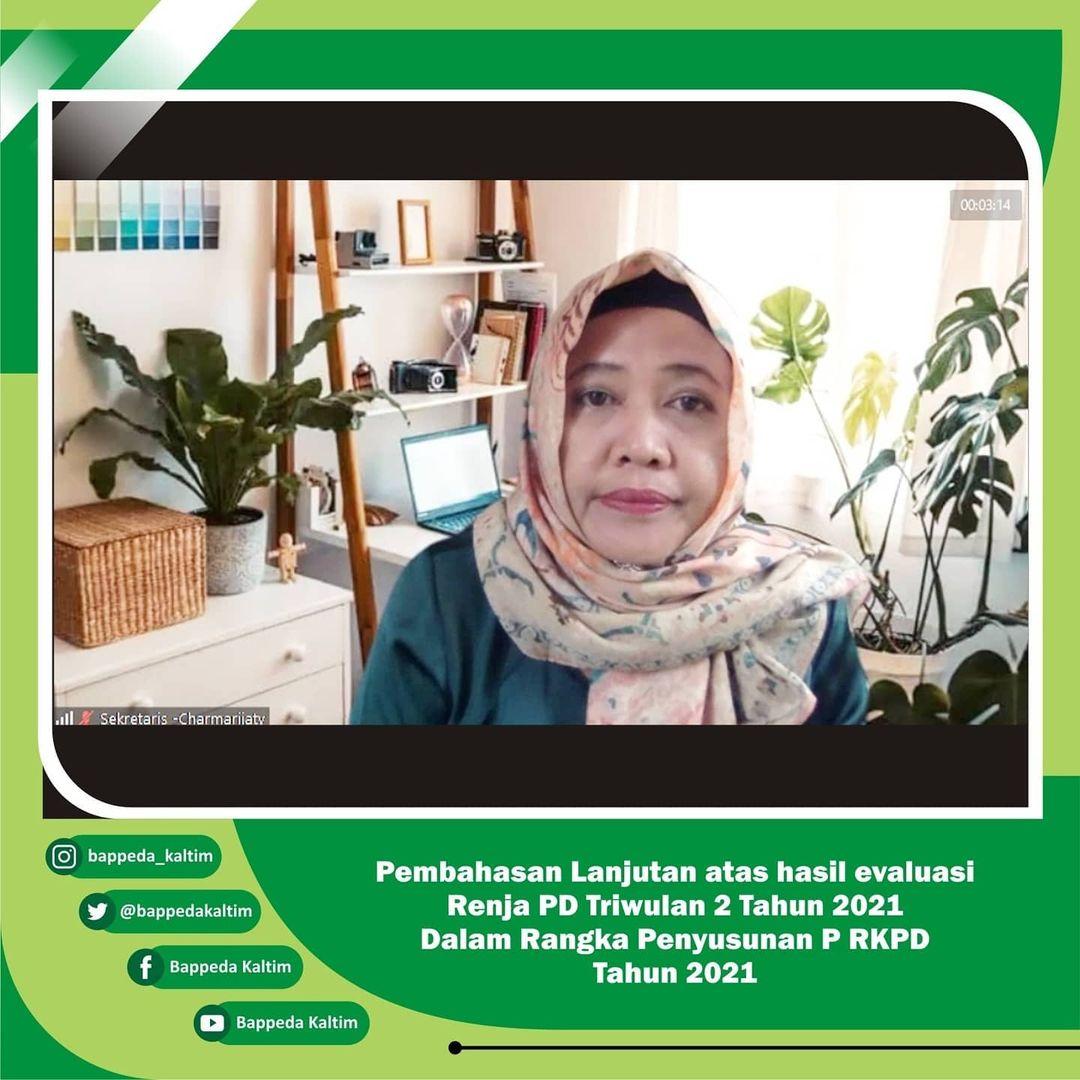 00:03:14
Sekretaris -Charmarijaty
bappeda_kaltim
@bappedakaltim
Bappeda Kaltim
Bappeda Kaltim
Pembahasan Lanjutan atas hasil evaluasi
Renja PD Triwulan 2 Tahun 2021
Dalam Rangka Penyusunan P RKPD
Tahun 2021